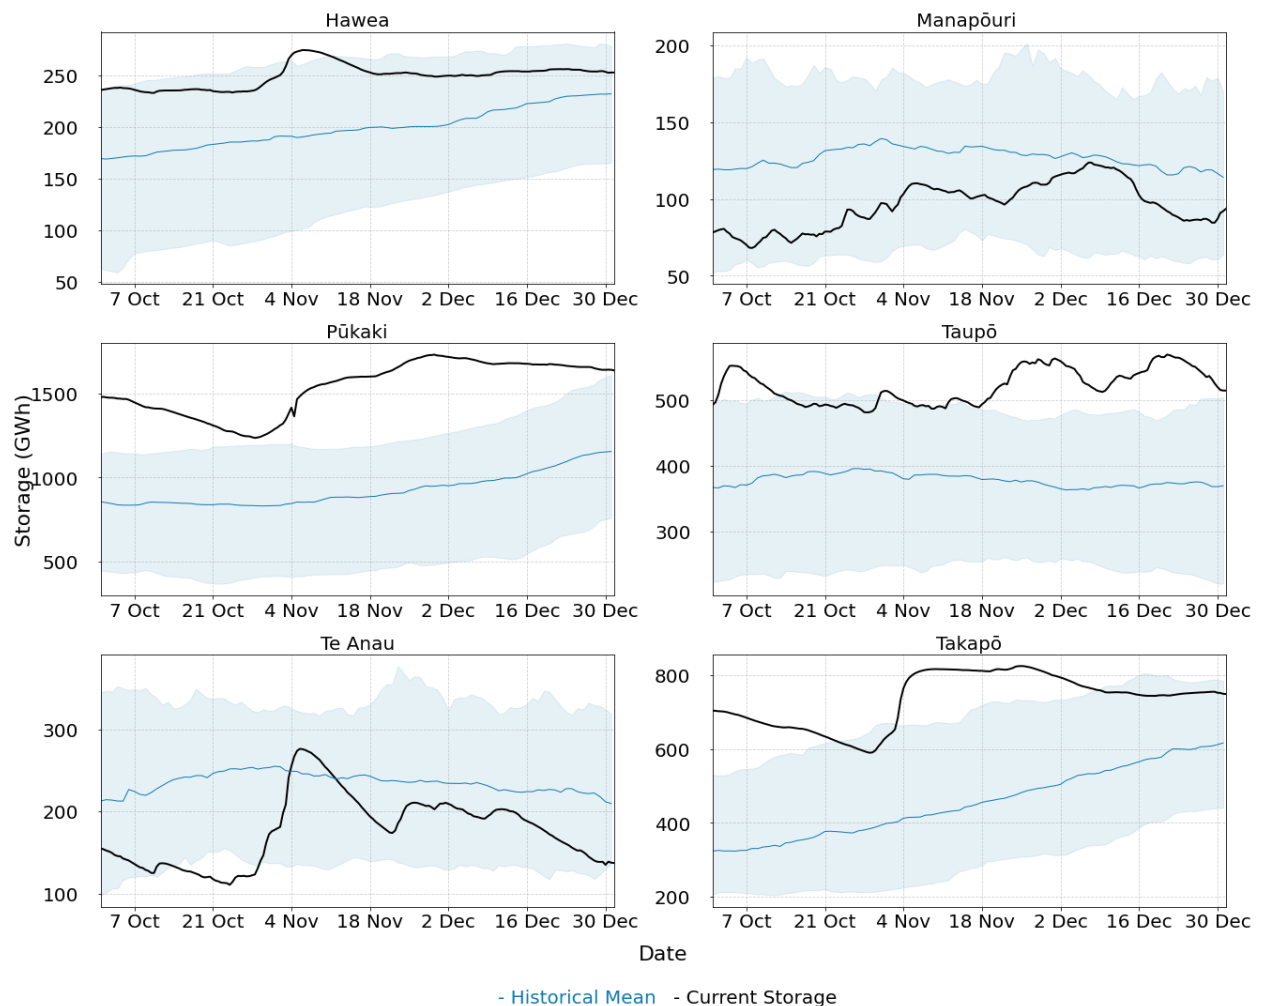 Hawea
Manapōuri
250
200
150
100
50
200
150
100
50
7 Oct 21 Oct 4 Nov 18 Nov 2 Dec 16 Dec 30 Dec
7 Oct 21 Oct 4 Nov 18 Nov 2 Dec 16 Dec 30 Dec
Pūkaki
Taupō
Storage (GWh)
1500
1000
500
500
400
300
7 Oct 21 Oct 4 Nov 18 Nov 2 Dec 16 Dec 30 Dec
7 Oct 21 Oct 4 Nov 18 Nov 2 Dec 16 Dec 30 Dec
Te Anau
Takapō
300
200
100
800
600
400
200
7 Oct 21 Oct 4 Nov 18 Nov 2 Dec 16 Dec 30 Dec
7 Oct 21 Oct 4 Nov 18 Nov 2 Dec 16 Dec 30 Dec
Date
- Historical Mean - Current Storage